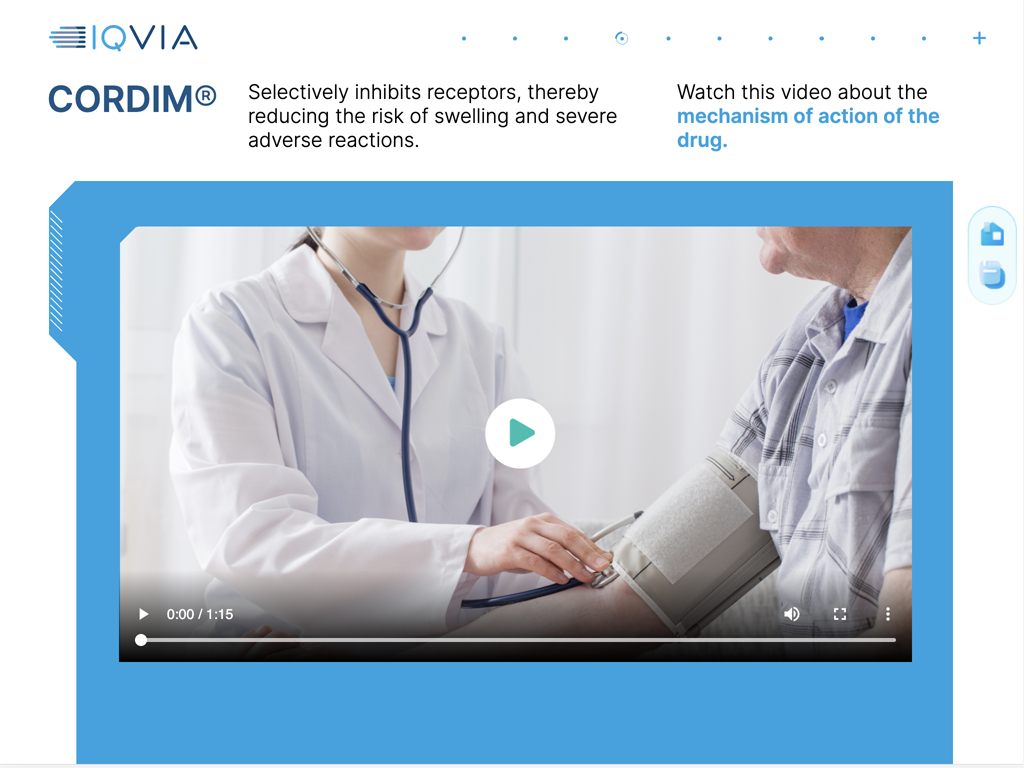 IQVIA
CORDIM®
Selectively inhibits receptors, thereby
reducing the risk of swelling and severe
adverse reactions.
Watch this video about the
mechanism of action of the
drug.
0:00 / 1:15